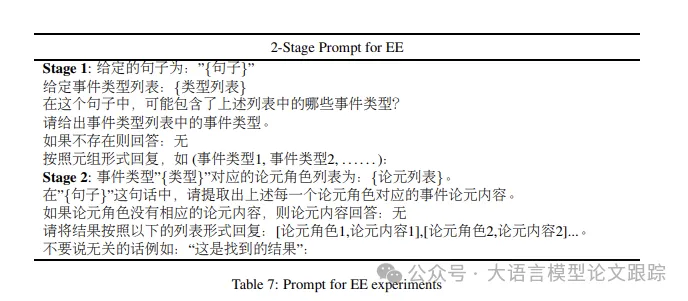 2-Stage Prompt for EE
Stage 1: 给定的句子为："{句子}"
给定事件类型列表：{类型列表}
在这个句子中，可能包含了上述列表中的哪些事件类型？
请给出事件类型列表中的事件类型。
如果不存在则回答：无
按照元组形式回复，如 (事件类型1, 事件类型2, ……)：
Stage 2: 事件类型"{类型}"对应的论元角色列表为：{论元列表}。
在"{句子}"这句话中，请提取出上述每一个论元角色对应的事件论元内容。
如果论元角色没有相应的论元内容，则论元内容回答：无
请将结果按照以下的列表形式回复：[论元角色1,论元内容1],[论元角色2,论元内容2]...。
不要说无关的话例如：“这是找到的结果”：
Table 7: Prompt for EE experiments
公众号 · 大语言模型论文跟踪